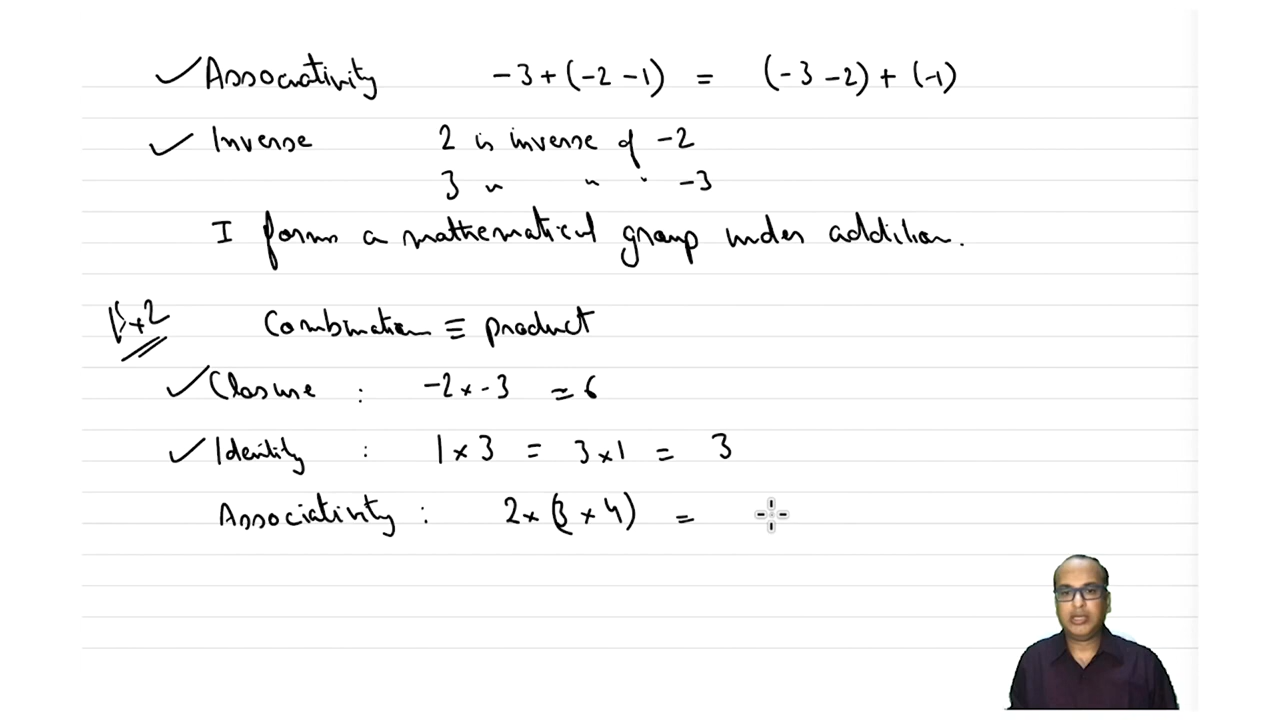 ✓ Associativity -3+(-2-1) = (-3-2)+(-1)
✓ Inverse 2 is inverse of -2
3 " " " -3
I forms a mathematical group under addition.
Ex2 Combination ≡ product
✓ Closure : -2×-3 = 6
✓ Identity : 1×3 = 3×1 = 3
Associativity : 2×(3×4) =